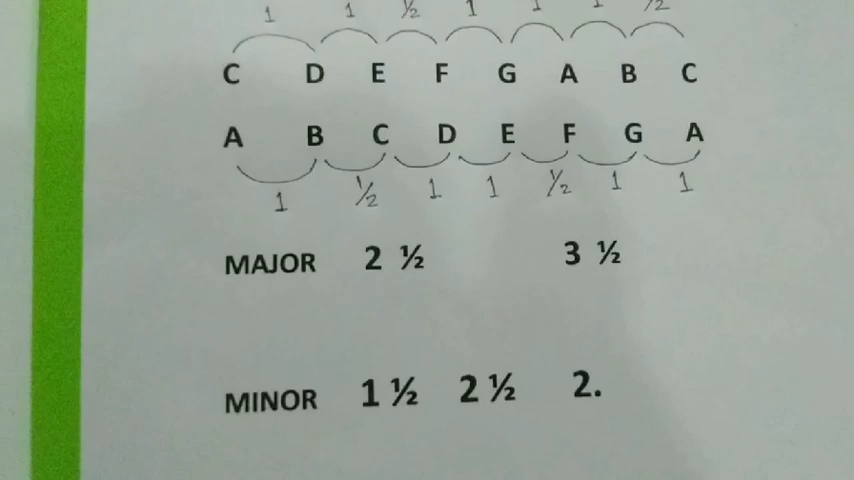 1 1 ½ 1 1 1 ½
C D E F G A B C
A B C D E F G A
1 ½ 1 1 ½ 1 1
MAJOR 2 ½ 3 ½
MINOR 1 ½ 2 ½ 2.